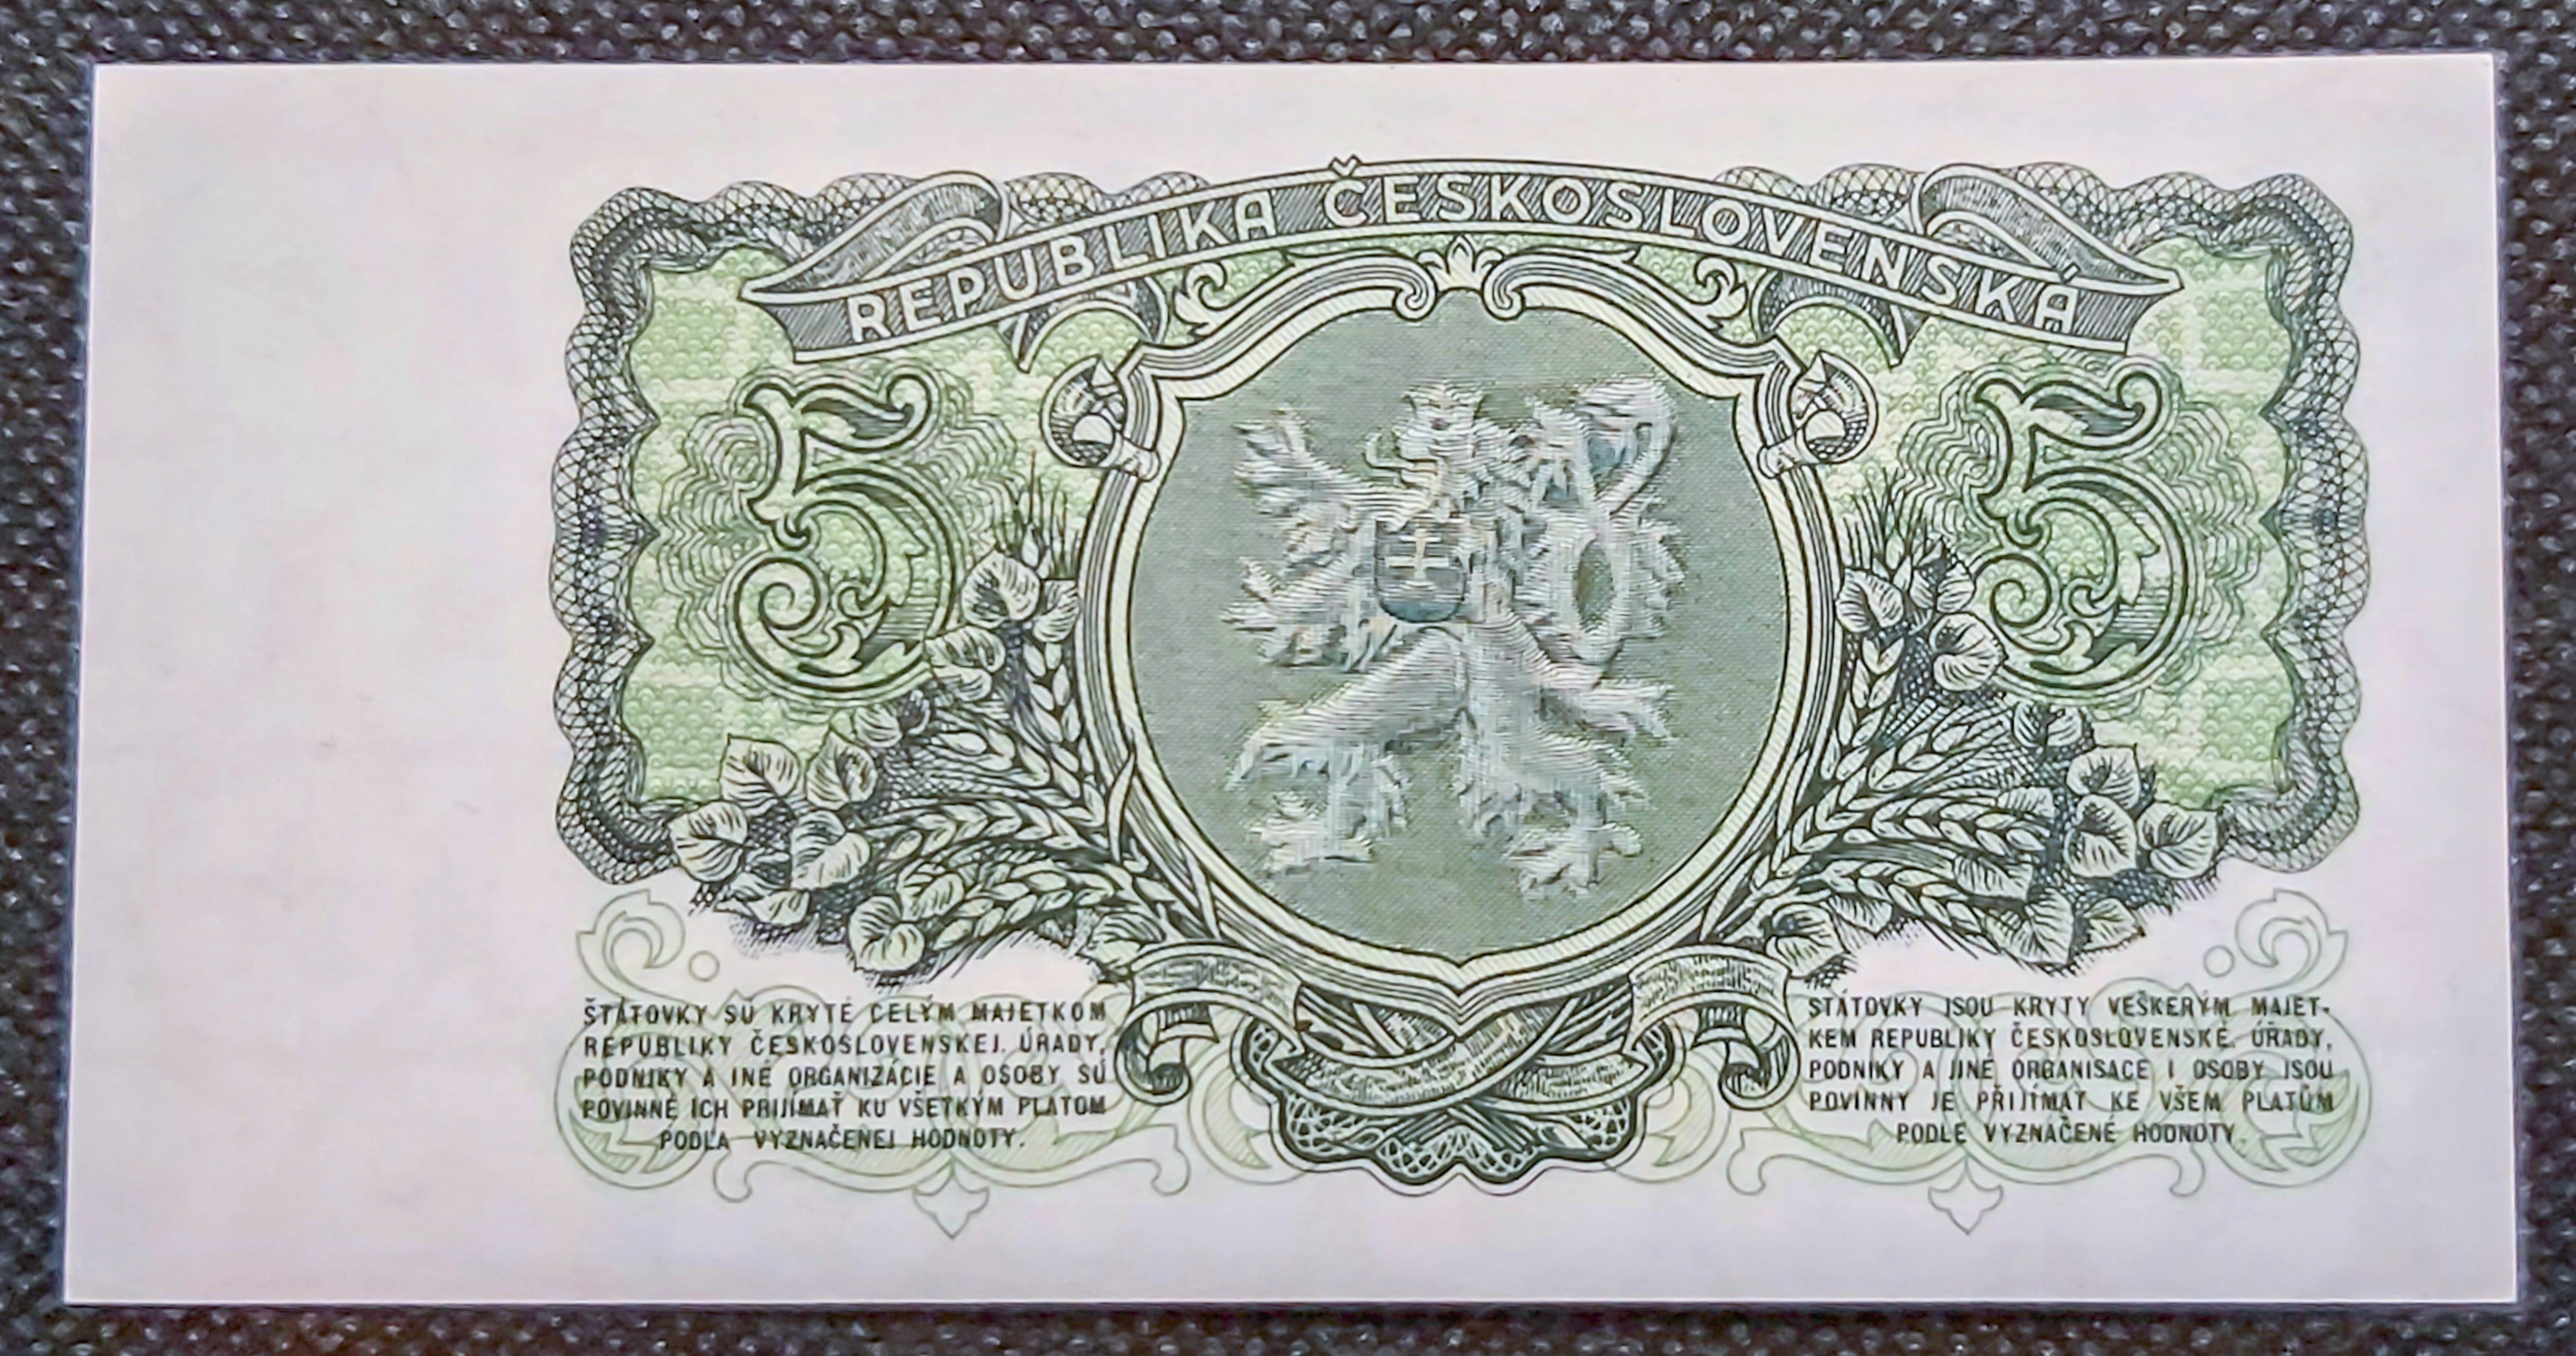 REPUBLIKA ČESKOSLOVENSKÁ
5
5
ŠTÁTOVKY SÚ KRYTÉ CELÝM MAJETKOM
REPUBLIKY ČESKOSLOVENSKEJ. ÚRADY,
PODNIKY A INÉ ORGANIZÁCIE A OSOBY SÚ
POVINNÉ ICH PRIJÍMAŤ KU VŠETKÝM PLATOM
PODĽA VYZNAČENEJ HODNOTY.
STÁTOVKY JSOU KRYTY VEŠKERÝM MAJET-
KEM REPUBLIKY ČESKOSLOVENSKÉ. ÚŘADY,
PODNIKY A JINÉ ORGANISACE I OSOBY JSOU
POVINNY JE PŘIJÍMAT KE VŠEM PLATŮM
PODLE VYZNAČENÉ HODNOTY.